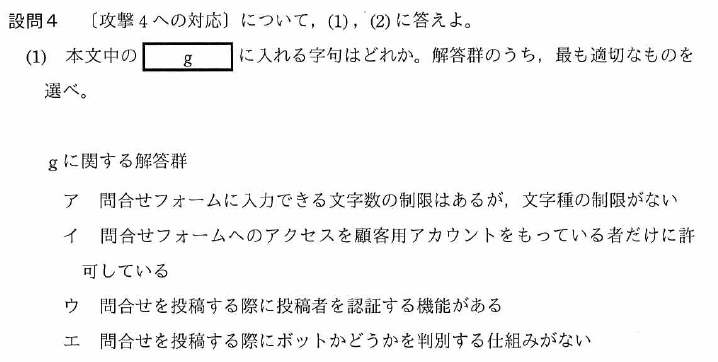 設問4　〔攻撃4への対応〕について，(1)，(2)に答えよ。
(1)　本文中の　g　に入れる字句はどれか。解答群のうち，最も適切なものを
選べ。
gに関する解答群
ア　問合せフォームに入力できる文字数の制限はあるが，文字種の制限がない
イ　問合せフォームへのアクセスを顧客用アカウントをもっている者だけに許
可している
ウ　問合せを投稿する際に投稿者を認証する機能がある
エ　問合せを投稿する際にボットかどうかを判別する仕組みがない